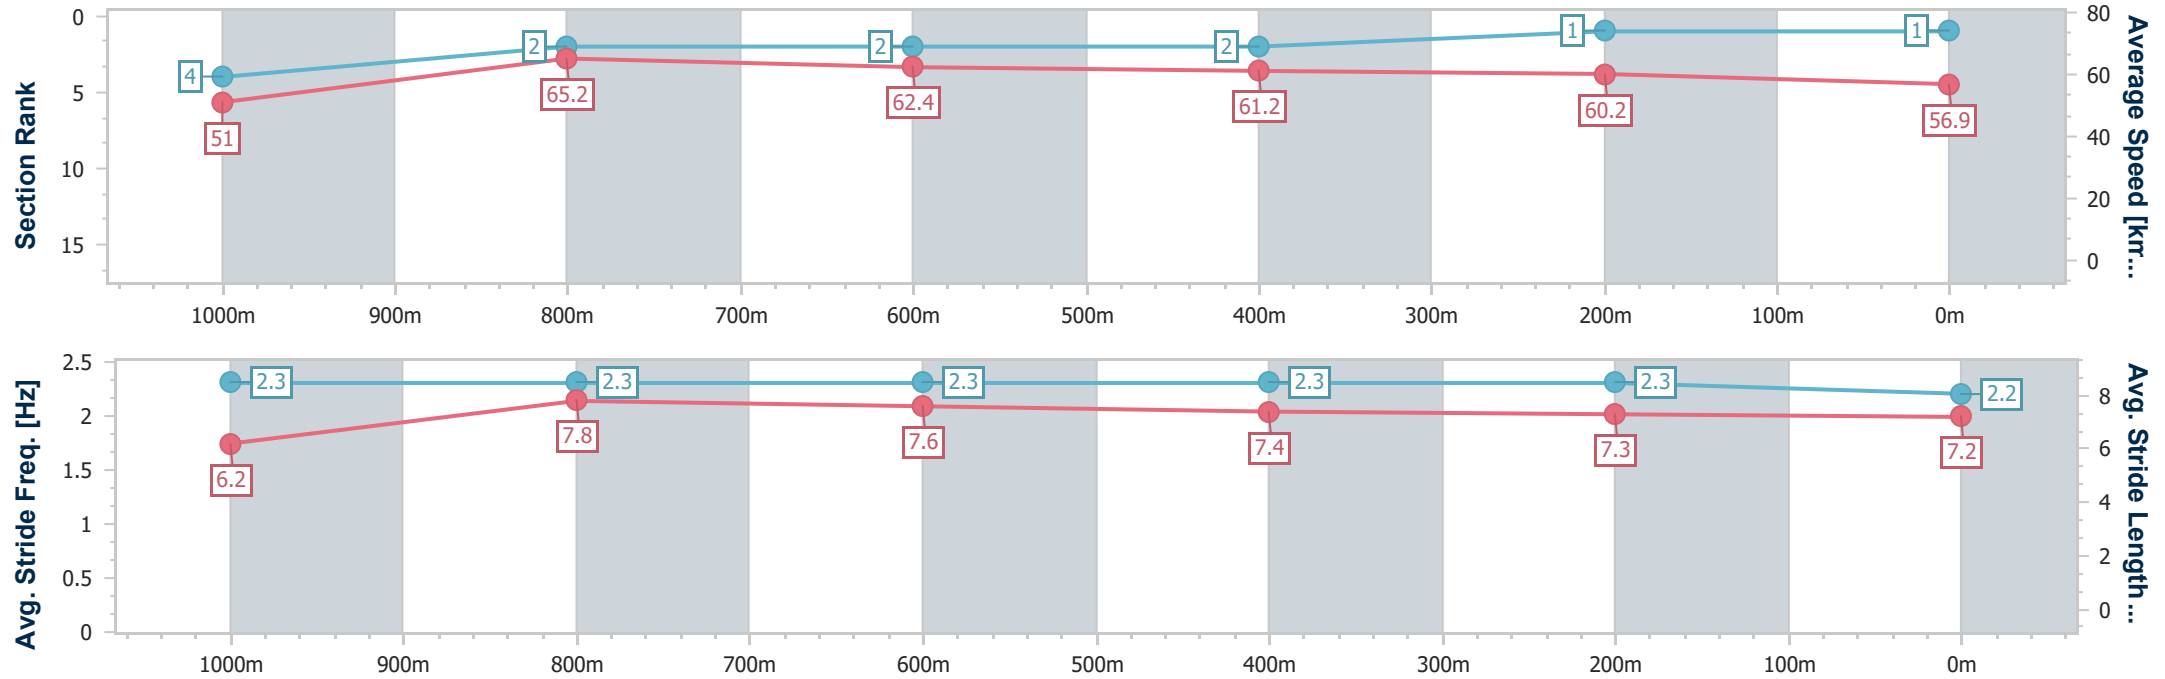 Section Rank
0
5
10
15
4
2
2
2
1
1
51
65.2
62.4
61.2
60.2
56.9
80
60
40
20
0
Average Speed [km...
1000m
900m
800m
700m
600m
500m
400m
300m
200m
100m
0m
Avg. Stride Freq. [Hz]
2.5
2
1.5
1
0.5
0
2.3
2.3
2.3
2.3
2.3
2.2
6.2
7.8
7.6
7.4
7.3
7.2
8
6
4
2
0
Avg. Stride Length...
1000m
900m
800m
700m
600m
500m
400m
300m
200m
100m
0m